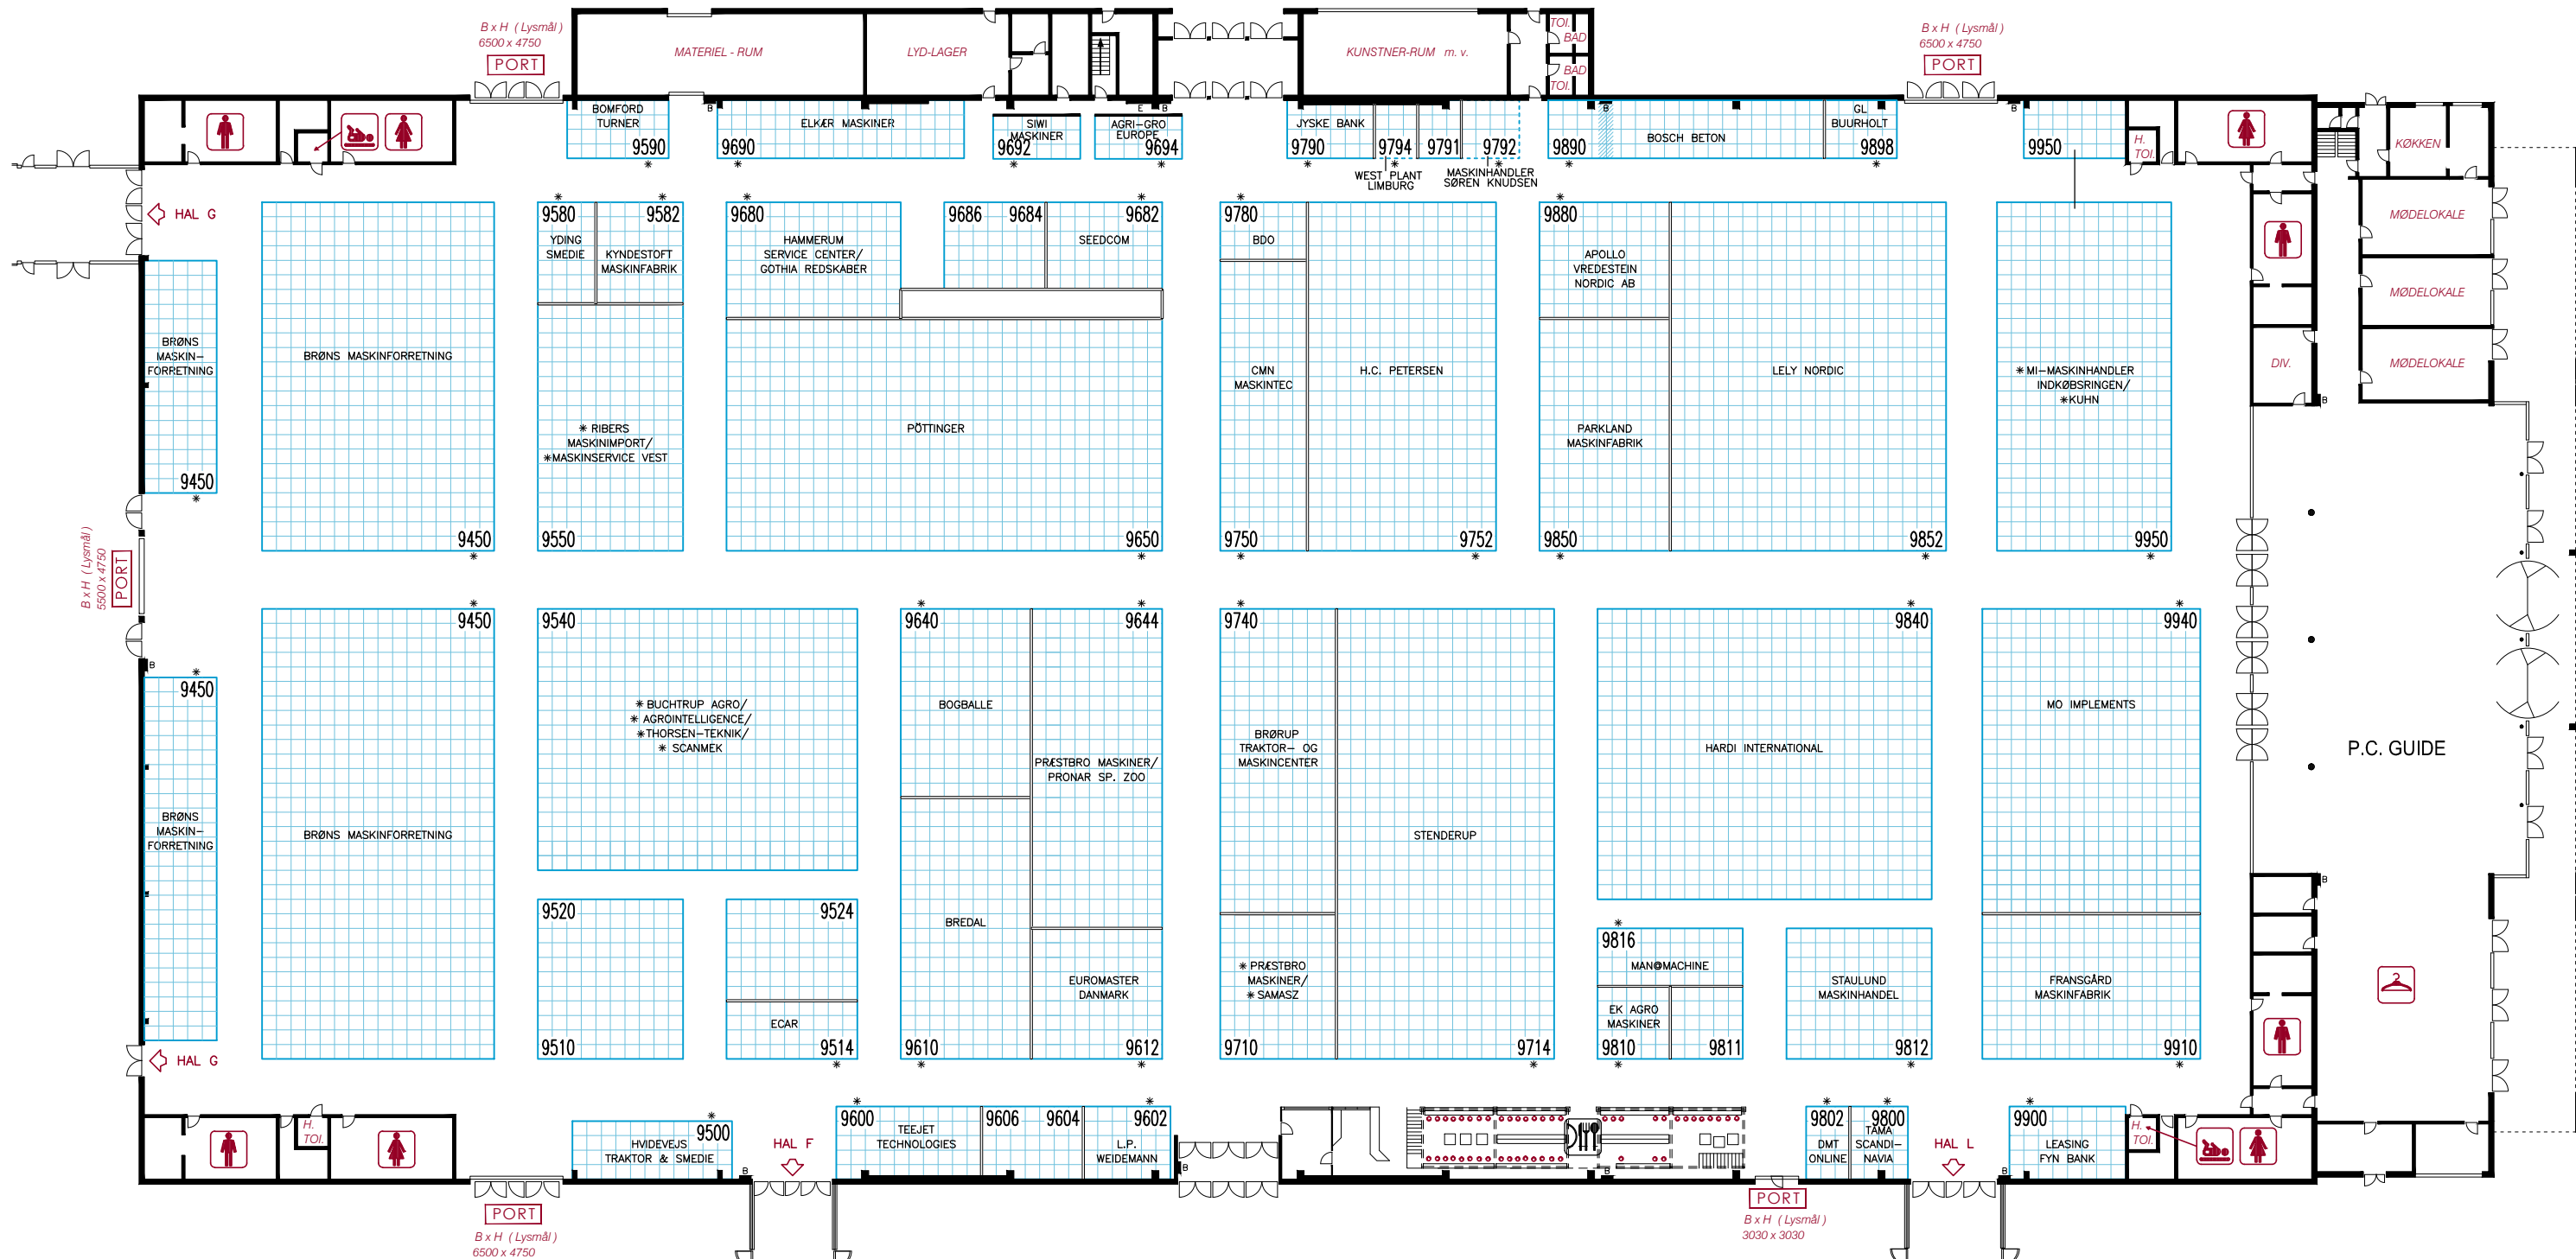 B x H ( Lysmål )
6500 x 4750
PORT
MATERIEL - RUM
LYD-LAGER
KUNSTNER-RUM m. v.
TOI.
BAD
BAD
TOI.
B x H ( Lysmål )
6500 x 4750
PORT
BOMFORD
TURNER
9590
B
ELKÆR MASKINER
9690
SIWI
MASKINER
9692
E
B
AGRI-GRO
EUROPE
9694
JYSKE BANK
9790
9794
9791
9792
WEST PLANT
LIMBURG
MASKINHANDLER
SØREN KNUDSEN
B
9890
BOSCH BETON
GL
BUURHOLT
9898
B
9950
H.
TOI.
KØKKEN
MØDELOKALE
MØDELOKALE
MØDELOKALE
DIV.
B
HAL G
BRØNS
MASKIN-
FORRETNING
9450
BRØNS MASKINFORRETNING
9450
9580
9582
YDING
SMEDIE
KYNDESTOFT
MASKINFABRIK
* RIBERS
MASKINIMPORT/
*MASKINSERVICE VEST
9550
9680
HAMMERUM
SERVICE CENTER/
GOTHIA REDSKABER
9686
9684
9682
SEEDCOM
PÖTTINGER
9650
9780
BDO
CMN
MASKINTEC
9750
H.C. PETERSEN
9752
9880
APOLLO
VREDESTEIN
NORDIC AB
PARKLAND
MASKINFABRIK
9850
LELY NORDIC
9852
* MI-MASKINHANDLER
INDKØBSRINGEN/
*KUHN
9950
B x H ( Lysmål )
5500 x 4750
PORT
B
9450
BRØNS
MASKIN-
FORRETNING
9450
BRØNS MASKINFORRETNING
HAL G
9540
* BUCHTRUP AGRO/
* AGROINTELLIGENCE/
*THORSEN-TEKNIK/
* SCANMEK
9520
9510
9524
ECAR
9514
9640
BOGBALLE
BREDAL
9610
9644
PRÆSTBRO MASKINER/
PRONAR SP. ZOO
EUROMASTER
DANMARK
9612
9740
BRØRUP
TRAKTOR- OG
MASKINCENTER
* PRÆSTBRO
MASKINER/
* SAMASZ
9710
STENDERUP
9714
9840
HARDI INTERNATIONAL
9816
MAN@MACHINE
EK AGRO
MASKINER
9810
9811
STAULUND
MASKINHANDEL
9812
9940
MO IMPLEMENTS
FRANSGÅRD
MASKINFABRIK
9910
P.C. GUIDE
B
H.
TOI.
9500
HVIDEVEJS
TRAKTOR & SMEDIE
B
HAL F
9600
TEEJET
TECHNOLOGIES
9606
9604
9602
L.P.
WEIDEMANN
B
B
9802
DMT
ONLINE
9800
TAMA
SCANDI-
NAVIA
HAL L
B
9900
LEASING
FYN BANK
H.
TOI.
PORT
B x H ( Lysmål )
6500 x 4750
PORT
B x H ( Lysmål )
3030 x 3030